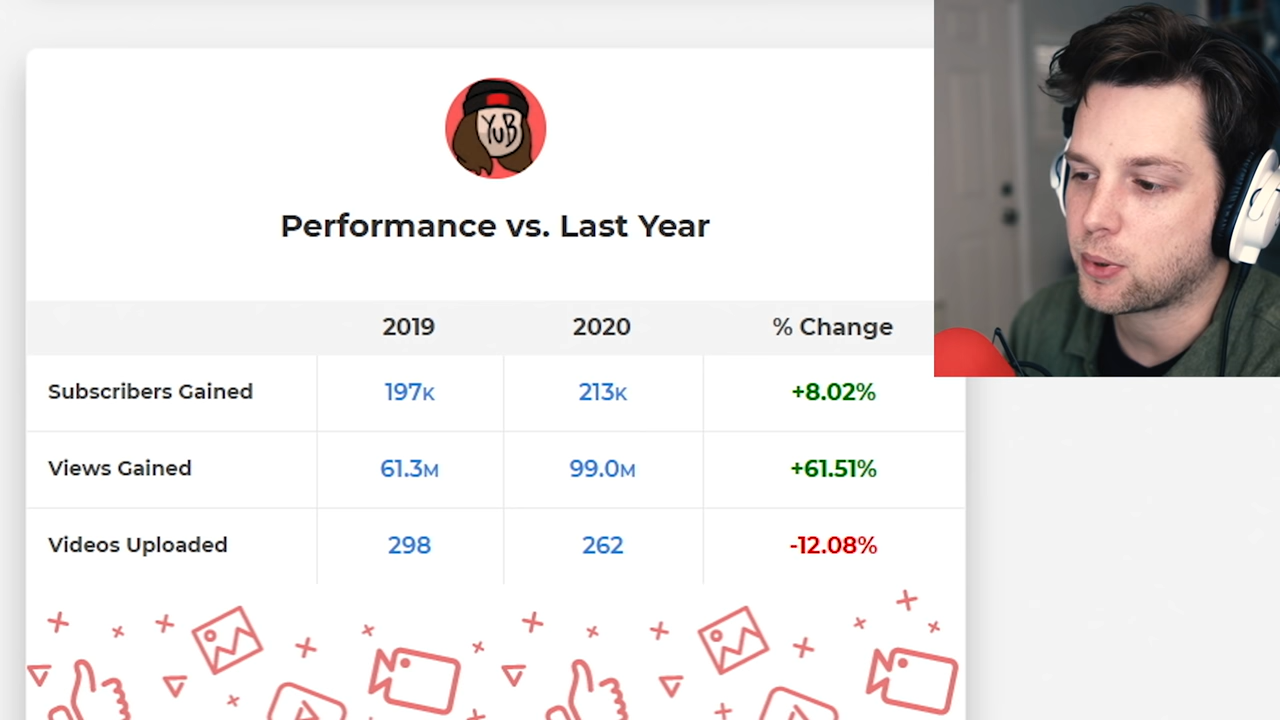 YuB
Performance vs. Last Year
2019 2020 % Change
Subscribers Gained 197K 213K +8.02%
Views Gained 61.3M 99.0M +61.51%
Videos Uploaded 298 262 -12.08%